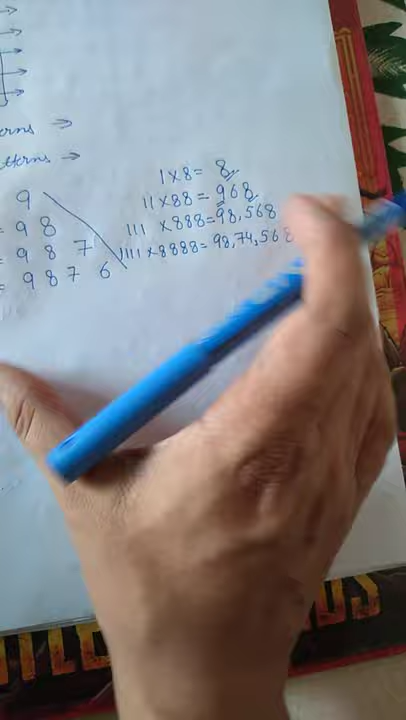 rns →
tterns →
1 x 8 = 8
11 x 88 = 968
111 x 888 = 98,568
1111 x 8888 = 98,74,568
9
= 9 8
= 9 8 7
= 9 8 7 6